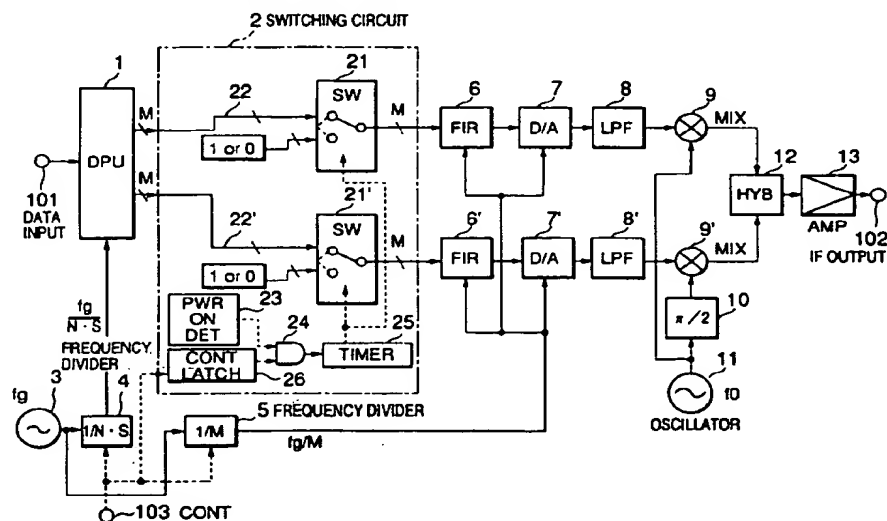 2 SWITCHING CIRCUIT
1
21
6
7
8
9
M
22
SW
M
MIX
DPU
1 or 0
FIR
D/A
LPF
12
13
101
DATA
INPUT
M
21'
HYB
AMP
102
IF OUTPUT
22'
SW
M
6'
7'
8'
9'
MIX
1 or 0
FIR
D/A
LPF
23
PWR
ON
DET
24
25
10
π/2
fg
N·S
FREQUENCY
DIVIDER
TIMER
CONT
LATCH
26
11
3
fg
4
1/N·S
5 FREQUENCY DIVIDER
1/M
fg/M
f0
OSCILLATOR
103 CONT